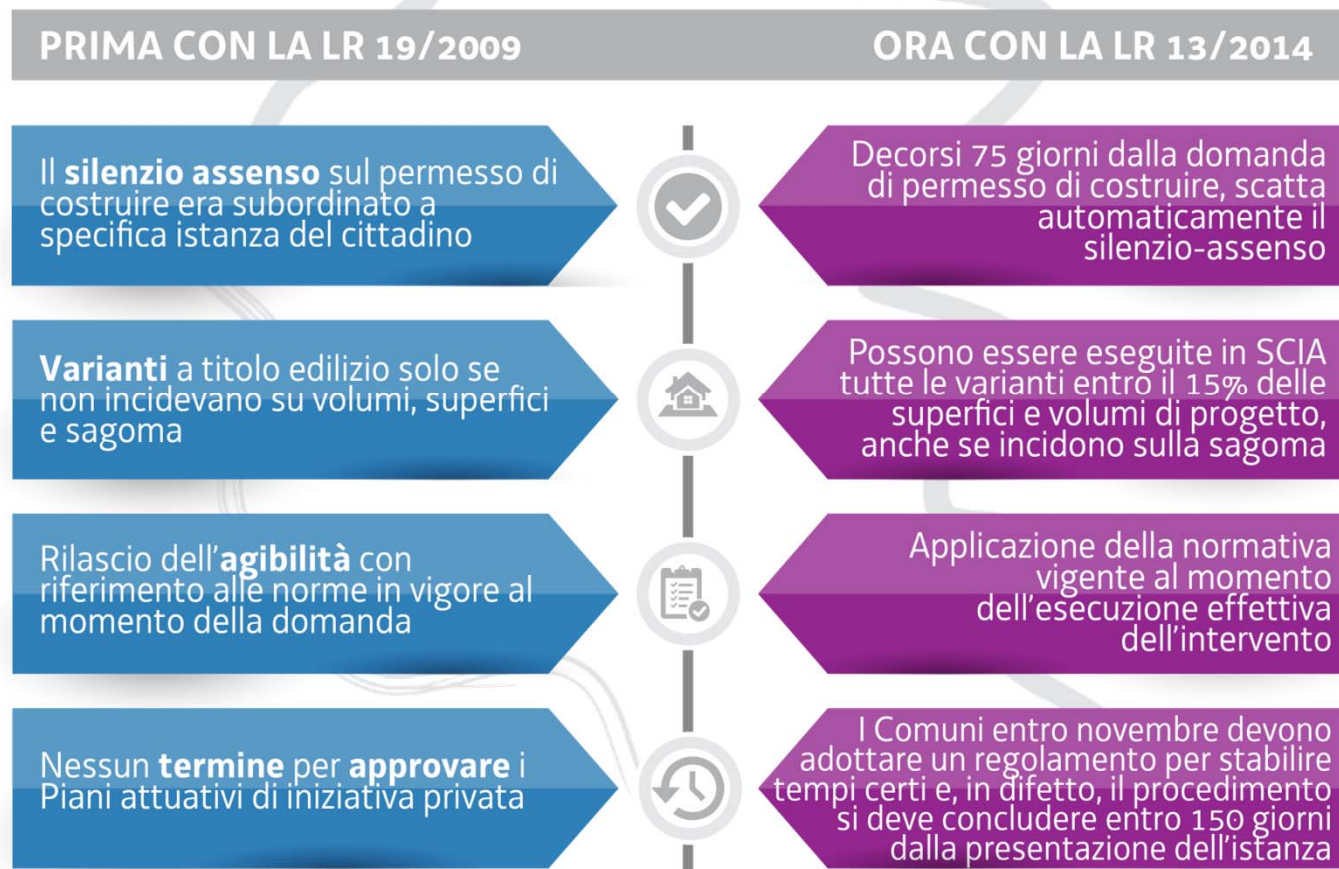 PRIMA CON LA LR 19/2009
ORA CON LA LR 13/2014
Il silenzio assenso sul permesso di
costruire era subordinato a
specifica istanza del cittadino
Decorsi 75 giorni dalla domanda
di permesso di costruire, scatta
automaticamente il
silenzio-assenso
Varianti a titolo edilizio solo se
non incidevano su volumi, superfici
e sagoma
Possono essere eseguite in SCIA
tutte le varianti entro il 15% delle
superfici e volumi di progetto,
anche se incidono sulla sagoma
Rilascio dell'agibilità con
riferimento alle norme in vigore al
momento della domanda
Applicazione della normativa
vigente al momento
dell'esecuzione effettiva
dell'intervento
Nessun termine per approvare i
Piani attuativi di iniziativa privata
I Comuni entro novembre devono
adottare un regolamento per stabilire
tempi certi e, in difetto, il procedimento
si deve concludere entro 150 giorni
dalla presentazione dell'istanza